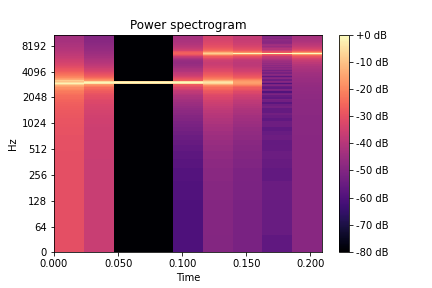 Power spectrogram
Hz
8192
4096
2048
1024
512
256
128
64
0
0.000 0.050 0.100 0.150 0.200
Time
+0 dB
-10 dB
-20 dB
-30 dB
-40 dB
-50 dB
-60 dB
-70 dB
-80 dB